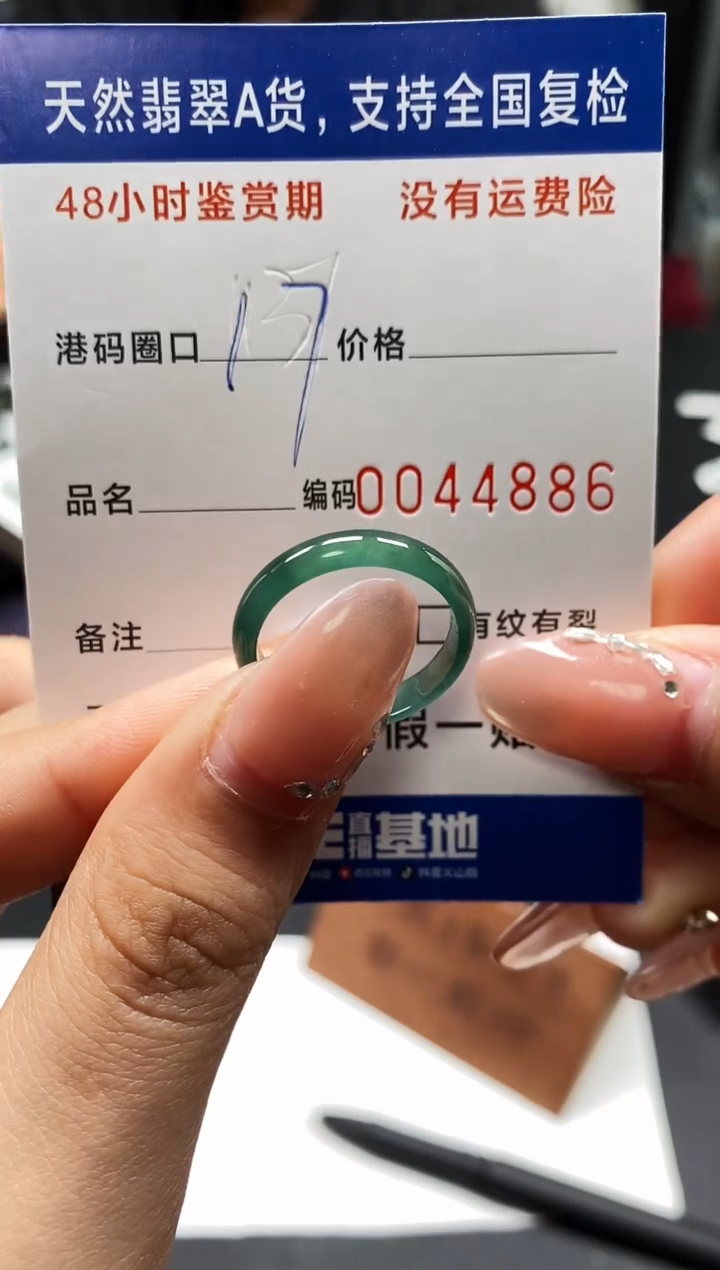 天然翡翠A货，支持全国复检
48小时鉴赏期 没有运费险
港码圈口 17 价格
品名 编码0044886
备注 有纹有裂
假一
直播基地